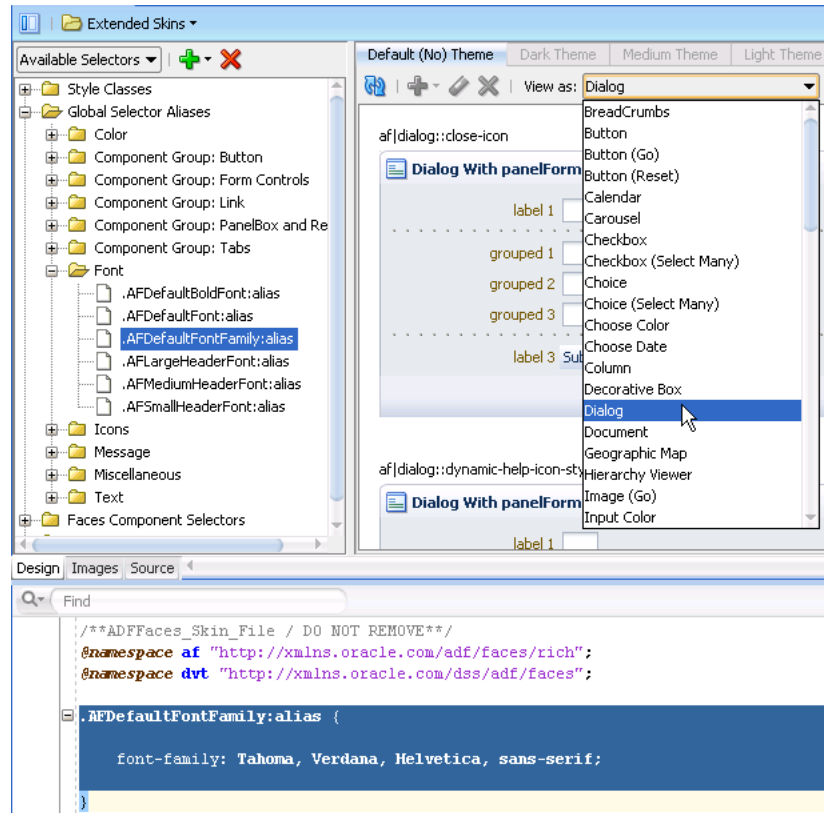 Extended Skins
Available Selectors
Style Classes
Global Selector Aliases
Color
Component Group: Button
Component Group: Form Controls
Component Group: Link
Component Group: PanelBox and Re
Component Group: Tabs
Font
.AFDefaultBoldFont:alias
.AFDefaultFont:alias
.AFDefaultFontFamily:alias
.AFLargeHeaderFont:alias
.AFMediumHeaderFont:alias
.AFSmallHeaderFont:alias
Icons
Message
Miscellaneous
Text
Faces Component Selectors
Default (No) Theme Dark Theme Medium Theme Light Theme
View as: Dialog
af|dialog::close-icon
Dialog With panelForm
label 1
grouped 1
grouped 2
grouped 3
label 3 Sub
af|dialog::dynamic-help-icon-sty
Dialog With panelForm
label 1
BreadCrumbs
Button
Button (Go)
Button (Reset)
Calendar
Carousel
Checkbox
Checkbox (Select Many)
Choice
Choice (Select Many)
Choose Color
Choose Date
Column
Decorative Box
Dialog
Document
Geographic Map
Hierarchy Viewer
Image (Go)
Input Color
Design Images Source
Find
/**ADFFaces_Skin_File / DO NOT REMOVE**/
@namespace af "http://xmlns.oracle.com/adf/faces/rich";
@namespace dvt "http://xmlns.oracle.com/dss/adf/faces";
.AFDefaultFontFamily:alias {
font-family: Tahoma, Verdana, Helvetica, sans-serif;
}